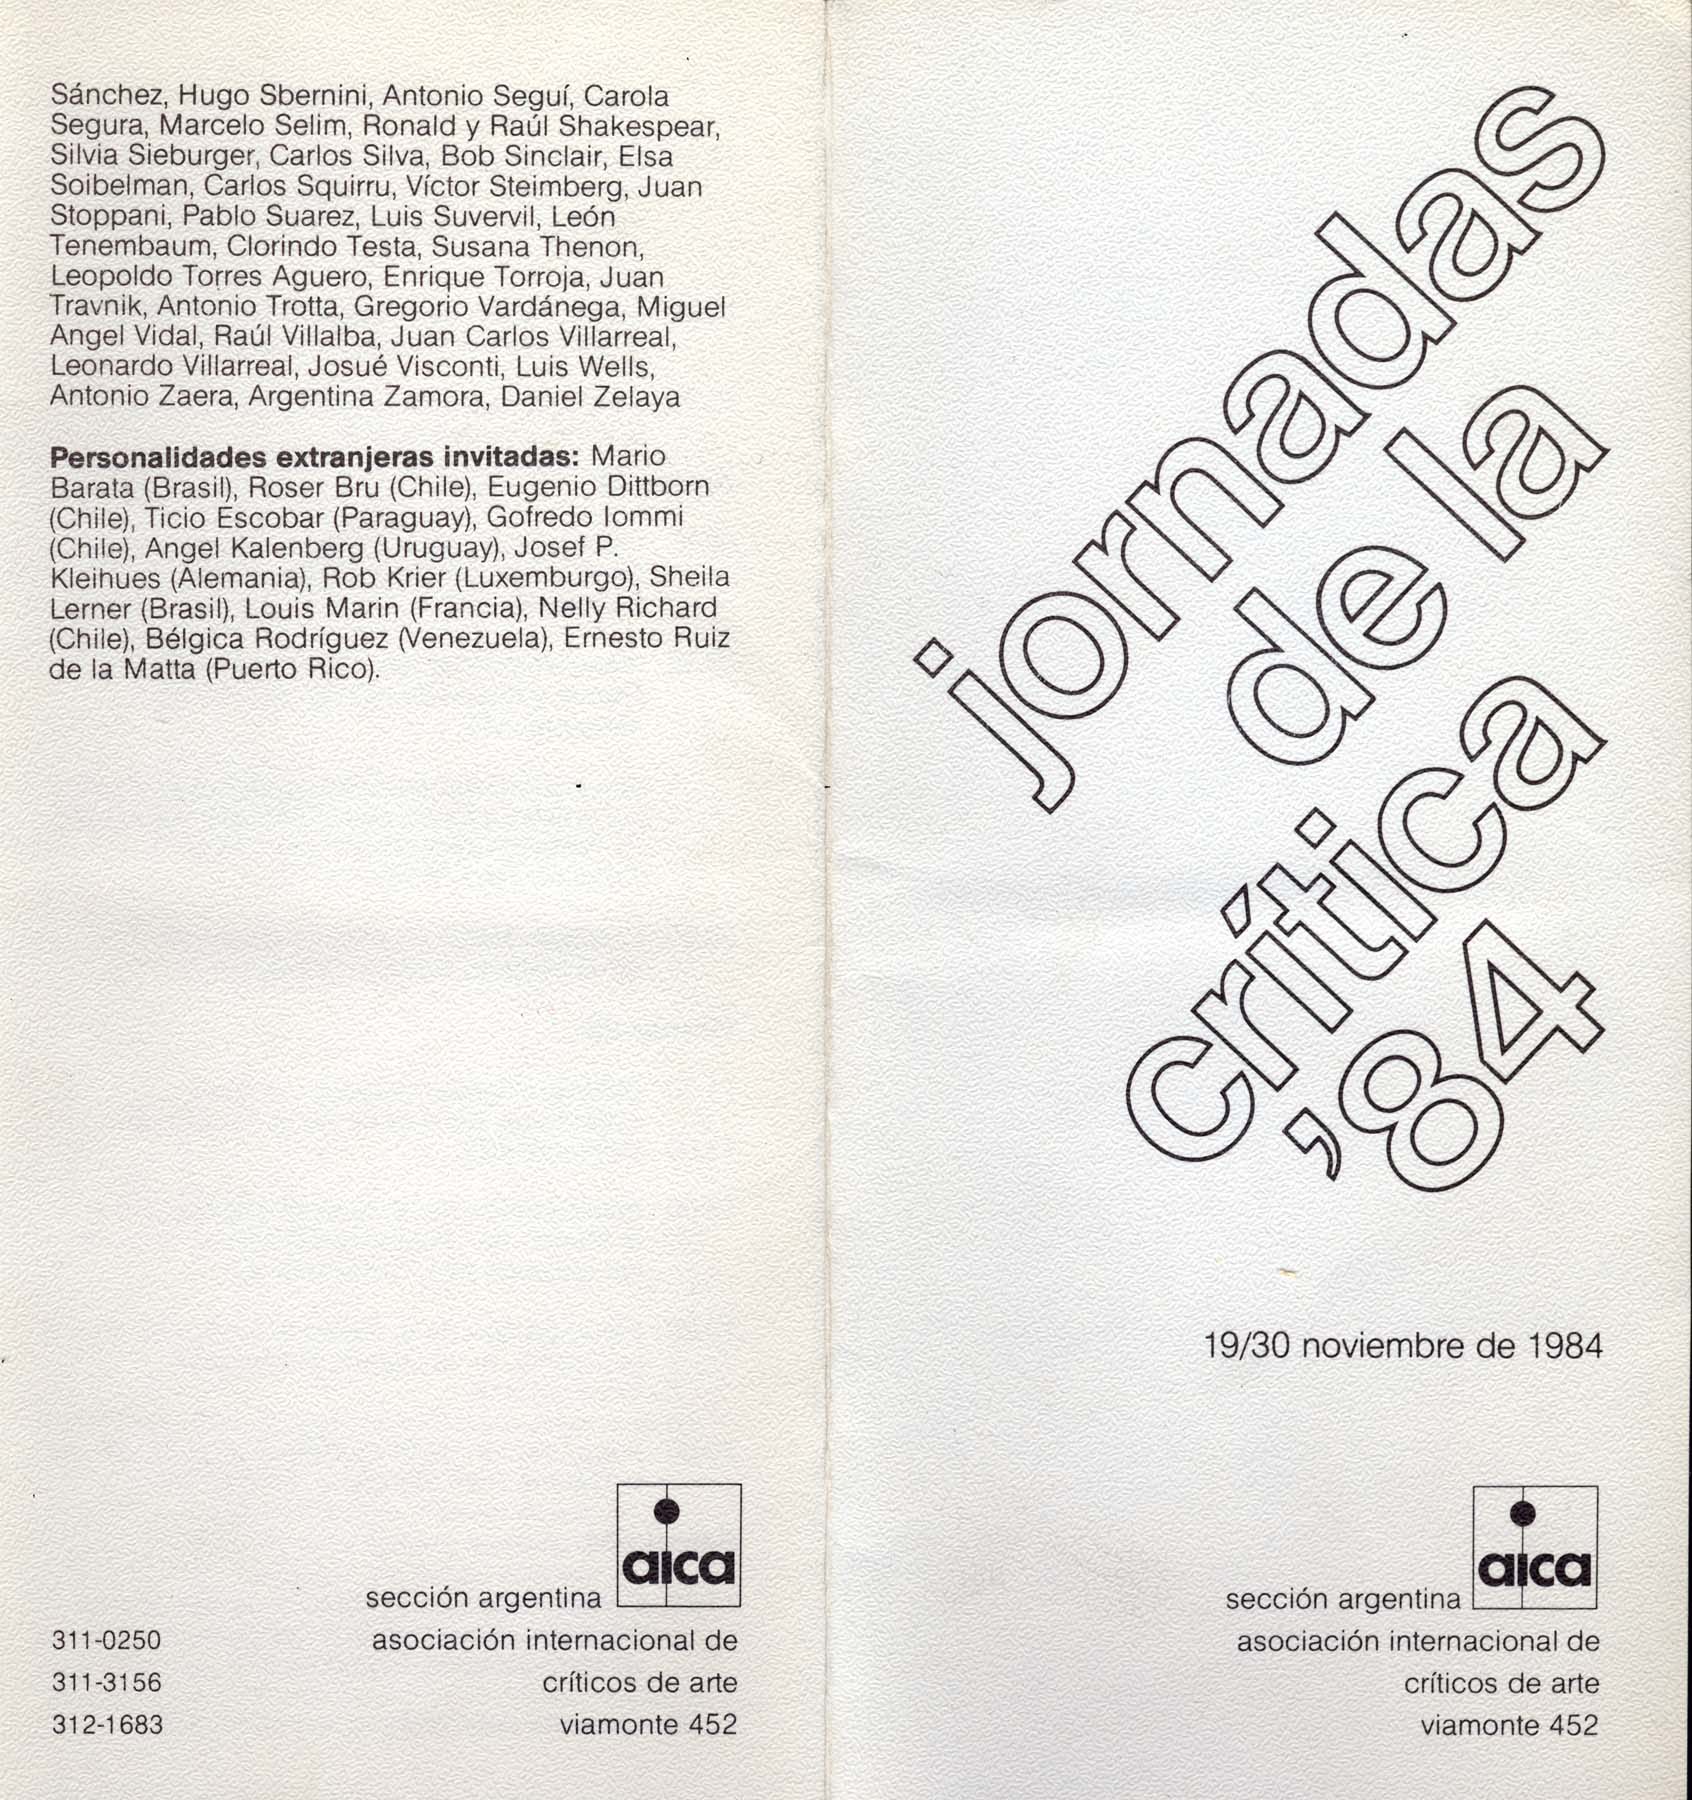 Sánchez, Hugo Sbernini, Antonio Seguí, Carola
Segura, Marcelo Selim, Ronald y Raúl Shakespear,
Silvia Sieburger, Carlos Silva, Bob Sinclair, Elsa
Soibelman, Carlos Squirru, Víctor Steimberg, Juan
Stoppani, Pablo Suarez, Luis Suvervil, León
Tenembaum, Clorindo Testa, Susana Thenon,
Leopoldo Torres Aguero, Enrique Torroja, Juan
Travnik, Antonio Trotta, Gregorio Vardánega, Miguel
Angel Vidal, Raúl Villalba, Juan Carlos Villarreal,
Leonardo Villarreal, Josué Visconti, Luis Wells,
Antonio Zaera, Argentina Zamora, Daniel Zelaya
Personalidades extranjeras invitadas: Mario
Barata (Brasil), Roser Bru (Chile), Eugenio Dittborn
(Chile), Ticio Escobar (Paraguay), Gofredo Iommi
(Chile), Angel Kalenberg (Uruguay), Josef P.
Kleihues (Alemania), Rob Krier (Luxemburgo), Sheila
Lerner (Brasil), Louis Marin (Francia), Nelly Richard
(Chile), Bélgica Rodríguez (Venezuela), Ernesto Ruiz
de la Matta (Puerto Rico).
aica
sección argentina
311-0250
asociación internacional de
311-3156
críticos de arte
312-1683
viamonte 452
jornadas
de la
crítica
'84
19/30 noviembre de 1984
aica
sección argentina
asociación internacional de
críticos de arte
viamonte 452